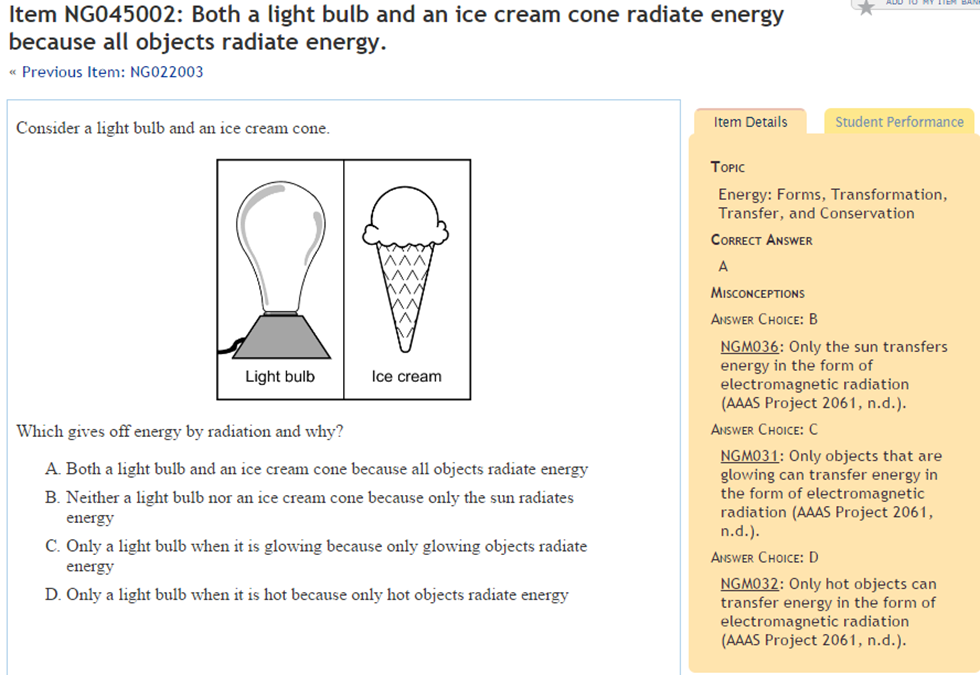 Item NG045002: Both a light bulb and an ice cream cone radiate energy
because all objects radiate energy.
« Previous Item: NG022003
ADD TO MY ITEM BANK
Consider a light bulb and an ice cream cone.
Light bulb
Ice cream
Which gives off energy by radiation and why?
A. Both a light bulb and an ice cream cone because all objects radiate energy
B. Neither a light bulb nor an ice cream cone because only the sun radiates
energy
C. Only a light bulb when it is glowing because only glowing objects radiate
energy
D. Only a light bulb when it is hot because only hot objects radiate energy
Item Details
Student Performance
TOPIC
Energy: Forms, Transformation,
Transfer, and Conservation
CORRECT ANSWER
A
MISCONCEPTIONS
ANSWER CHOICE: B
NGM036: Only the sun transfers
energy in the form of
electromagnetic radiation
(AAAS Project 2061, n.d.).
ANSWER CHOICE: C
NGM031: Only objects that are
glowing can transfer energy in
the form of electromagnetic
radiation (AAAS Project 2061,
n.d.).
ANSWER CHOICE: D
NGM032: Only hot objects can
transfer energy in the form of
electromagnetic radiation
(AAAS Project 2061, n.d.).